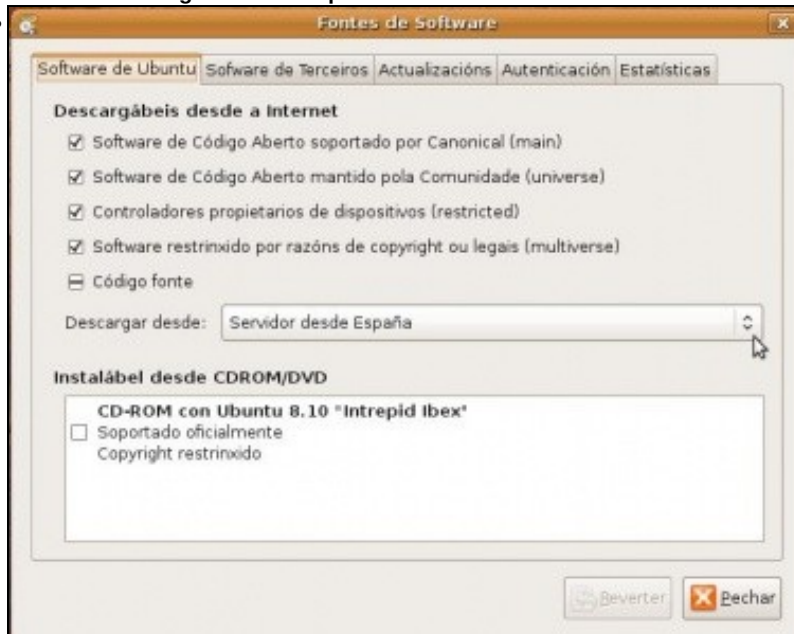 Fontes de Software
Software de Ubuntu Sofware de Terceiros Actualizacións Autenticación Estatísticas
Descargábeis desde a Internet
Software de Código Aberto soportado por Canonical (main)
Software de Código Aberto mantido pola Comunidade (universe)
Controladores propietarios de dispositivos (restricted)
Software restrinxido por razóns de copyright ou legais (multiverse)
Código fonte
Descargar desde: Servidor desde España
Instalábel desde CDROM/DVD
CD-ROM con Ubuntu 8.10 "Intrepid Ibex"
Soportado oficialmente
Copyright restrinxido
Reverter Pechar